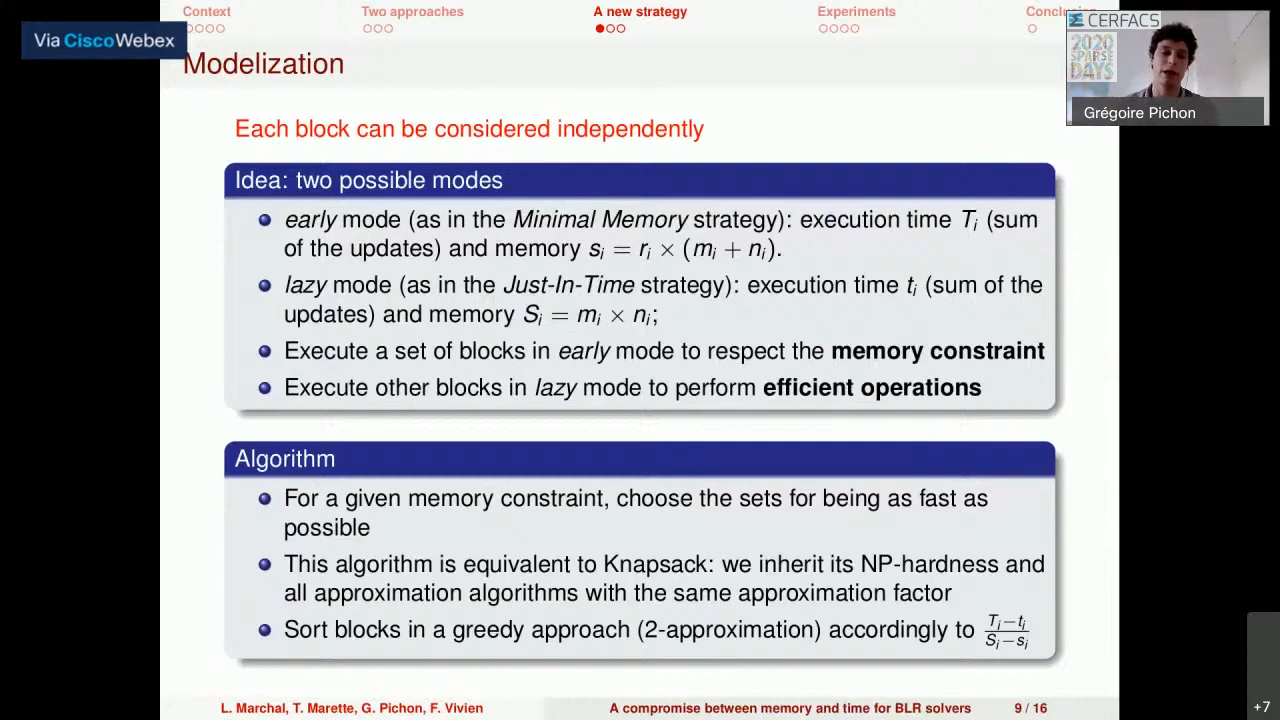 Context
Two approaches
A new strategy
Experiments
Via CiscoWebex
CERFACS
2020
SPARSE
DAYS
Modelization
Grégoire Pichon
Each block can be considered independently
Idea: two possible modes
early mode (as in the Minimal Memory strategy): execution time Tᵢ (sum
of the updates) and memory sᵢ = rᵢ × (mᵢ + nᵢ).
lazy mode (as in the Just-In-Time strategy): execution time tᵢ (sum of the
updates) and memory Sᵢ = mᵢ × nᵢ;
Execute a set of blocks in early mode to respect the memory constraint
Execute other blocks in lazy mode to perform efficient operations
Algorithm
For a given memory constraint, choose the sets for being as fast as
possible
This algorithm is equivalent to Knapsack: we inherit its NP-hardness and
all approximation algorithms with the same approximation factor
Sort blocks in a greedy approach (2-approximation) accordingly to (Tᵢ−tᵢ)/(Sᵢ−sᵢ)
L. Marchal, T. Marette, G. Pichon, F. Vivien
A compromise between memory and time for BLR solvers
9 / 16
+7